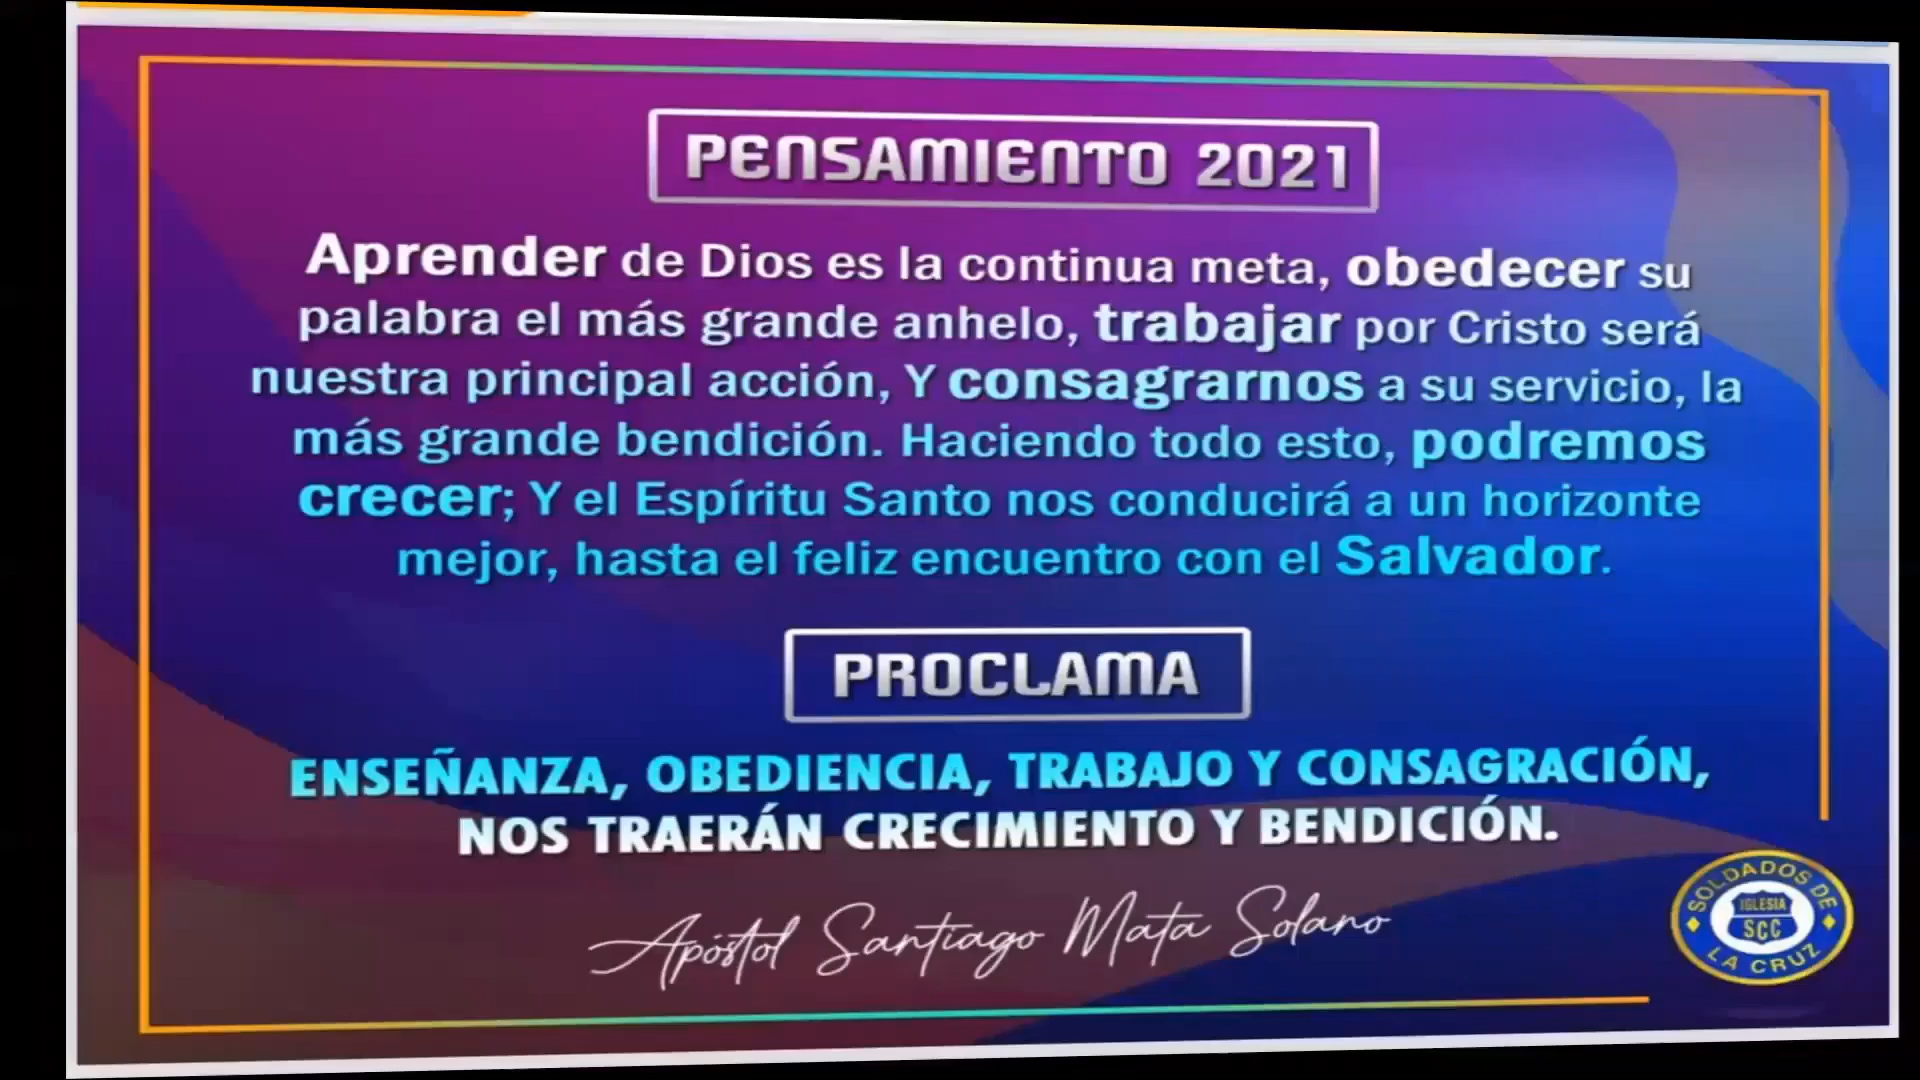 PENSAMIENTO 2021
Aprender de Dios es la continua meta, obedecer su
palabra el más grande anhelo, trabajar por Cristo será
nuestra principal acción, Y consagrarnos a su servicio, la
más grande bendición. Haciendo todo esto, podremos
crecer; Y el Espíritu Santo nos conducirá a un horizonte
mejor, hasta el feliz encuentro con el Salvador.
PROCLAMA
ENSEÑANZA, OBEDIENCIA, TRABAJO Y CONSAGRACIÓN,
NOS TRAERÁN CRECIMIENTO Y BENDICIÓN.
Apóstol Santiago Mata Solano
SOLDADOS DE
IGLESIA
SCC
LA CRUZ